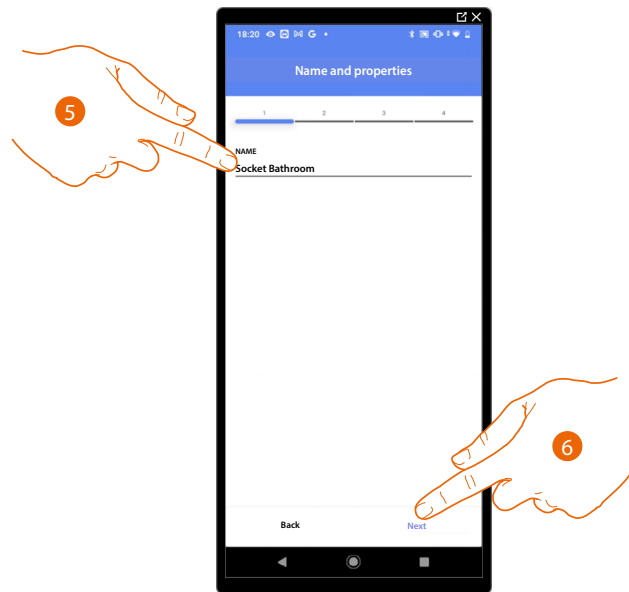 18:20 G
Name and properties
1 2 3 4
5
NAME
Socket Bathroom
6
Back Next